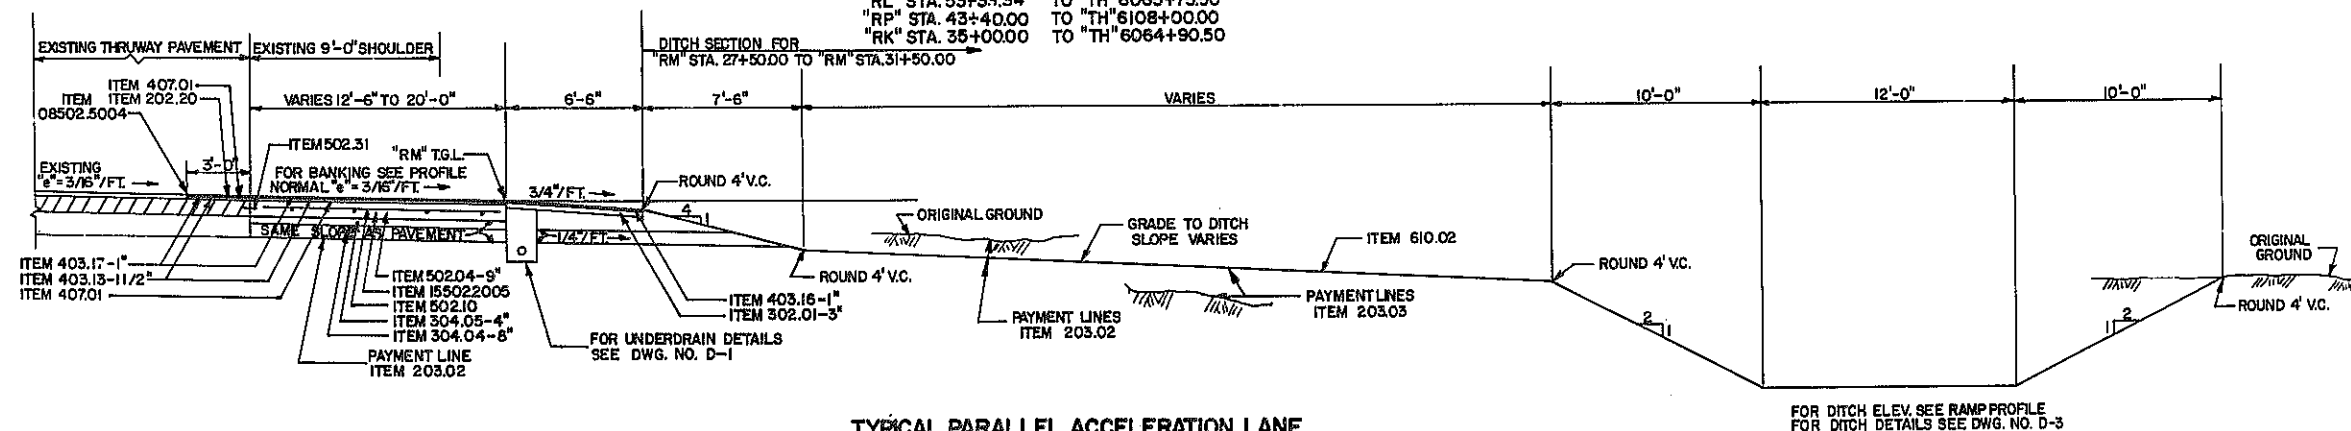 "RP" STA. 43+40.00 TO "TH" 6108+00.00
"RK" STA. 35+00.00 TO "TH" 6064+90.50
EXISTING THRUWAY PAVEMENT
EXISTING 9'-0" SHOULDER
DITCH SECTION FOR
"RM" STA. 27+50.00 TO "RM" STA. 31+50.00
ITEM 407.01
ITEM ITEM 202.20
08502.5004
VARIES 12'-6" TO 20'-0"
6'-6"
7'-6"
VARIES
10'-0"
12'-0"
10'-0"
ITEM 502.31
"RM" T.G.L.
3'-0"
EXISTING
"e"= 3/16"/FT.
FOR BANKING SEE PROFILE
NORMAL "e"= 3/16"/FT.
3/4"/FT.
ROUND 4' V.C.
4
1
ORIGINAL GROUND
GRADE TO DITCH
SLOPE VARIES
ITEM 610.02
SAME SLOPE AS PAVEMENT
1/4"/FT.
ORIGINAL
GROUND
ROUND 4' V.C.
ROUND 4' V.C.
ROUND 4' V.C.
ITEM 403.17-1"
ITEM 403.13-1 1/2"
ITEM 407.01
ITEM 502.04-9"
ITEM 15502.2005
ITEM 502.10
ITEM 304.05-4"
ITEM 304.04-8"
PAYMENT LINE
ITEM 203.02
ITEM 403.16-1"
ITEM 302.01-3"
FOR UNDERDRAIN DETAILS
SEE DWG. NO. D-1
PAYMENT LINES
ITEM 203.02
PAYMENT LINES
ITEM 203.03
2
1
2
1
FOR DITCH ELEV. SEE RAMP PROFILE
FOR DITCH DETAILS SEE DWG. NO. D-3
TYPICAL PARALLEL ACCELERATION LANE